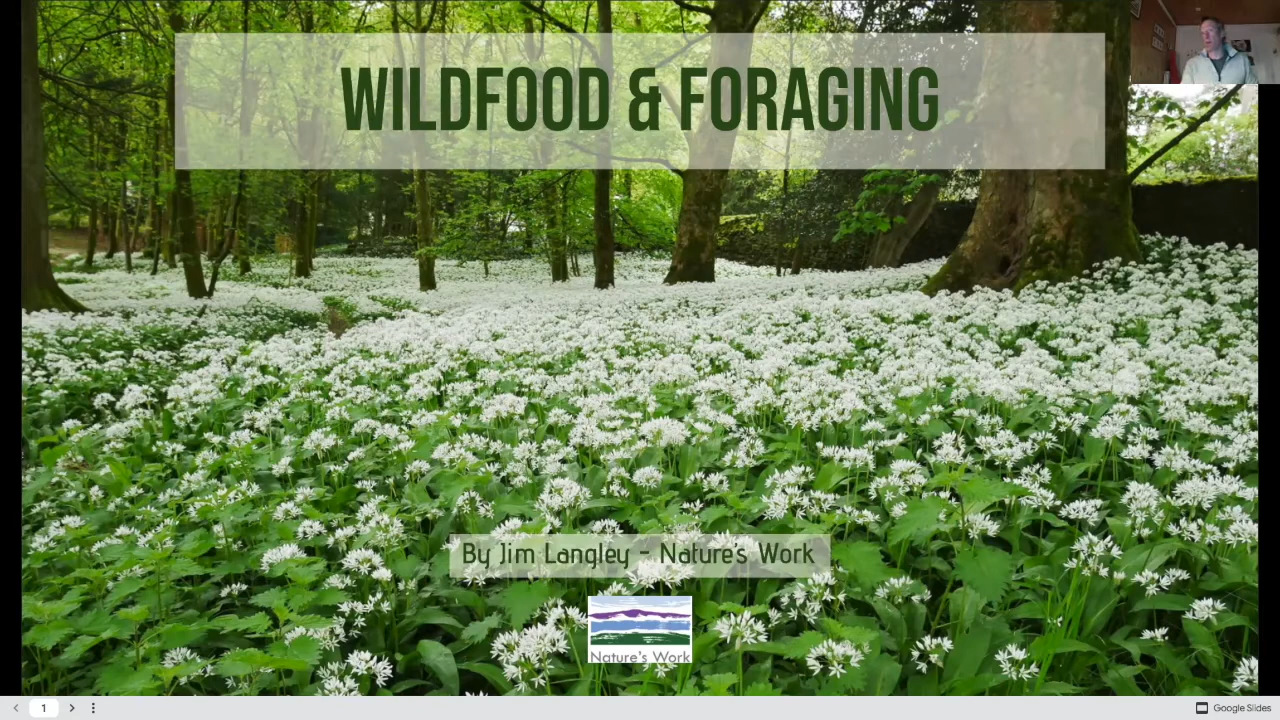 WILDFOOD & FORAGING
By Jim Langley - Nature's Work
Nature's Work
1
Google Slides